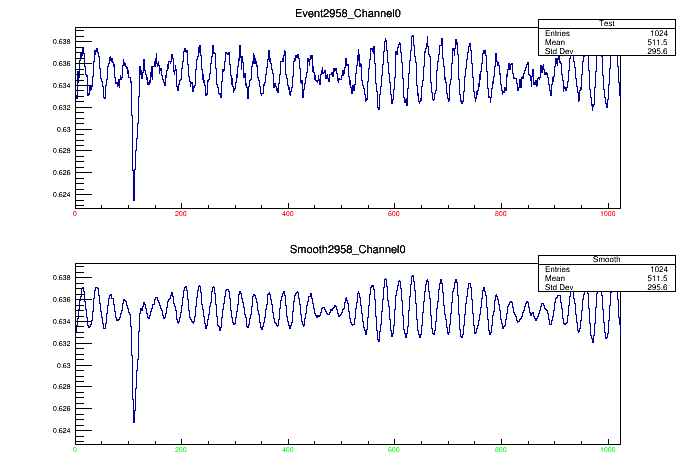 Event2958_Channel0
Test
Entries 1024
Mean 511.5
Std Dev 295.6
0.638
0.636
0.634
0.632
0.63
0.628
0.626
0.624
0 200 400 600 800 1000
Smooth2958_Channel0
Smooth
Entries 1024
Mean 511.5
Std Dev 295.6
0.638
0.636
0.634
0.632
0.63
0.628
0.626
0.624
0 200 400 600 800 1000